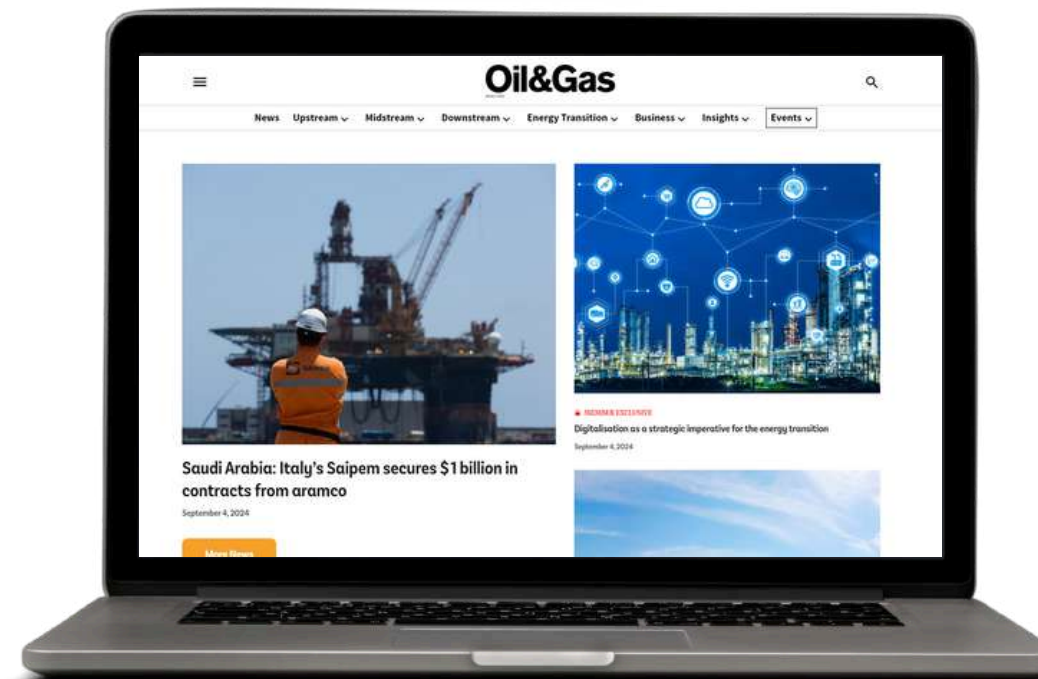 Oil&Gas
News Upstream Midstream Downstream Energy Transition Business Insights Events
Saudi Arabia: Italy's Saipem secures $1 billion in
contracts from aramco
September 4, 2024
More News
MEMBER EXCLUSIVE
Digitalisation as a strategic imperative for the energy transition
September 4, 2024